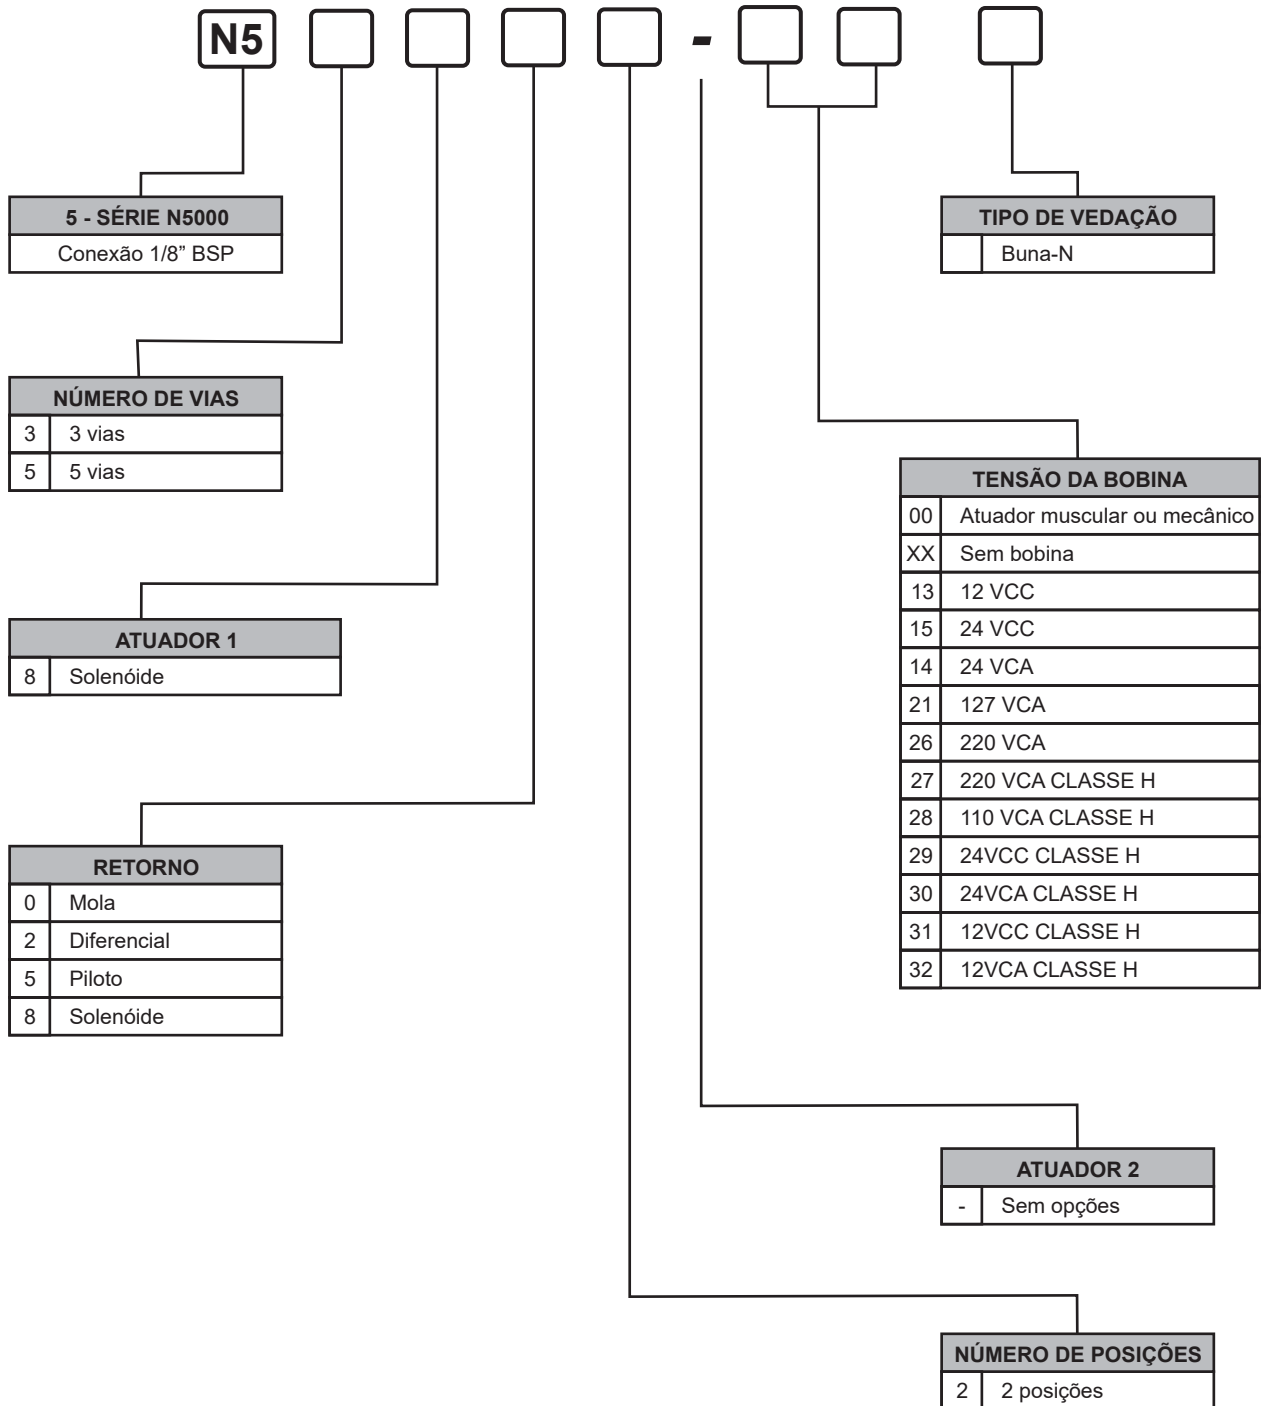 N5 -
5 - SÉRIE N5000
Conexão 1/8” BSP
TIPO DE VEDAÇÃO
Buna-N
NÚMERO DE VIAS
3 3 vias
5 5 vias
TENSÃO DA BOBINA
00 Atuador muscular ou mecânico
XX Sem bobina
13 12 VCC
15 24 VCC
14 24 VCA
21 127 VCA
26 220 VCA
27 220 VCA CLASSE H
28 110 VCA CLASSE H
29 24VCC CLASSE H
30 24VCA CLASSE H
31 12VCC CLASSE H
32 12VCA CLASSE H
ATUADOR 1
8 Solenóide
RETORNO
0 Mola
2 Diferencial
5 Piloto
8 Solenóide
ATUADOR 2
- Sem opções
NÚMERO DE POSIÇÕES
2 2 posições